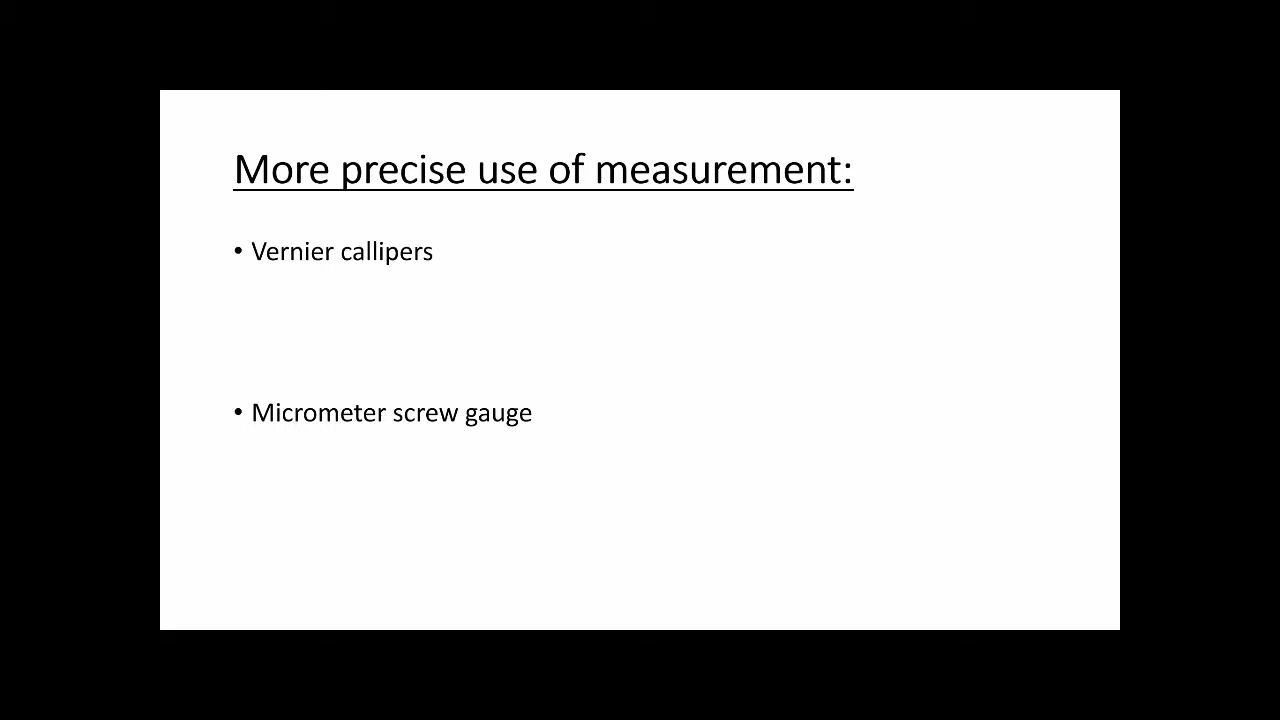 More precise use of measurement:
• Vernier callipers
• Micrometer screw gauge